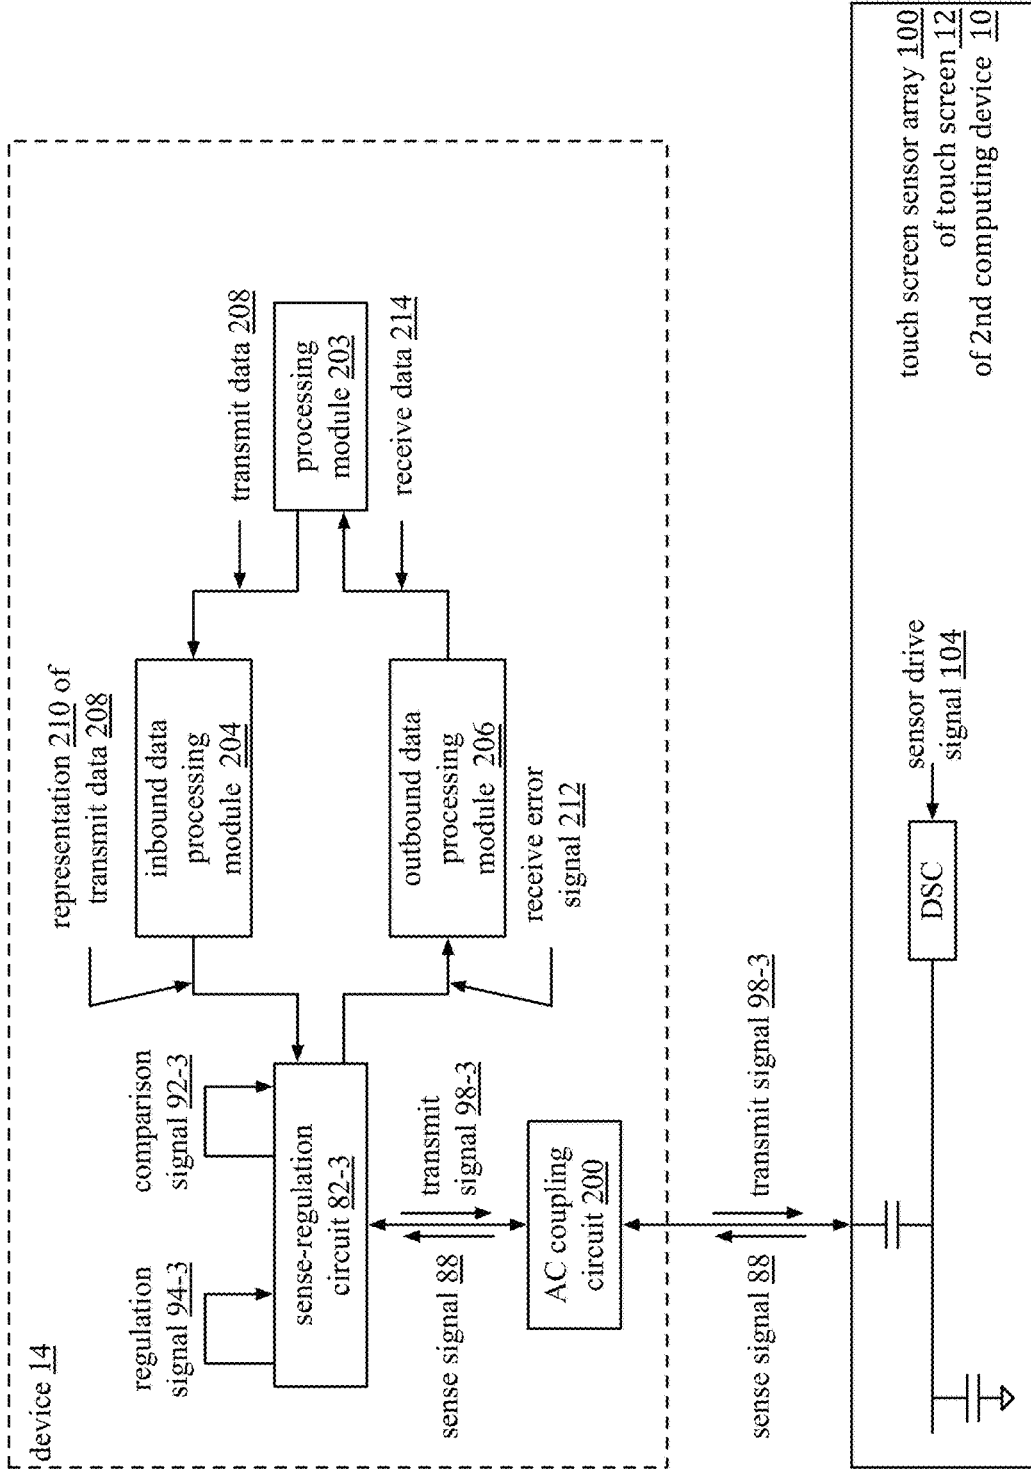 device 14
regulation
signal 94-3
comparison
signal 92-3
representation 210 of
transmit data 208
sense-regulation
circuit 82-3
inbound data
processing
module 204
transmit data 208
processing
module 203
receive data 214
outbound data
processing
module 206
receive error
signal 212
sense signal 88
transmit
signal 98-3
AC coupling
circuit 200
sense signal 88
transmit signal 98-3
sensor drive
signal 104
DSC
touch screen sensor array 100
of touch screen 12
of 2nd computing device 10